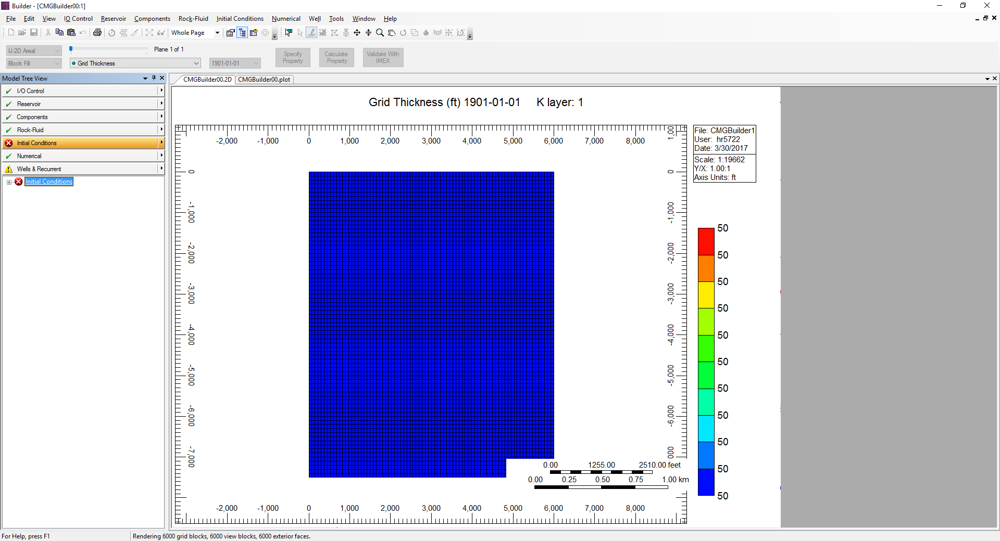 Builder - [CMGBuilder00:1]
File Edit View IO Control Reservoir Components Rock-Fluid Initial Conditions Numerical Well Tools Window Help
Whole Page
IJ-2D Areal
Plane 1 of 1
Block Fill
Grid Thickness
1901-01-01
Specify Property
Calculate Property
Validate With IMEX
Model Tree View
I/O Control
Reservoir
Components
Rock-Fluid
Initial Conditions
Numerical
Wells & Recurrent
Initial Conditions
CMGBuilder00.2D
CMGBuilder00.plot
Grid Thickness (ft) 1901-01-01 K layer: 1
-2,000 -1,000 0 1,000 2,000 3,000 4,000 5,000 6,000 7,000 8,000
0
-1,000
-2,000
-3,000
-4,000
-5,000
-6,000
-7,000
1,00
0
-1,000
-2,000
-3,000
-4,000
-5,000
-6,000
000
File: CMGBuilder1
User: hr5722
Date: 3/30/2017
Scale: 1:19662
Y/X: 1.00:1
Axis Units: ft
50
50
50
50
50
50
50
50
50
50
50
0.00 1255.00 2510.00 feet
0.00 0.25 0.50 0.75 1.00 km
-2,000 -1,000 0 1,000 2,000 3,000 4,000 5,000 6,000 7,000 8,000
For Help, press F1
Rendering 6000 grid blocks, 6000 view blocks, 6000 exterior faces.